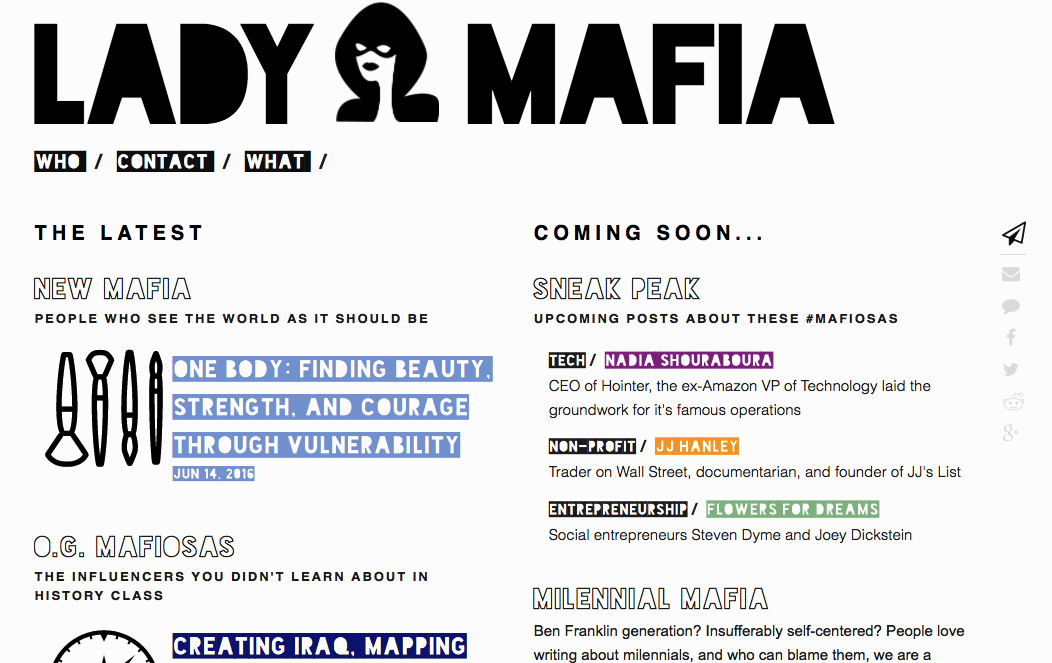 LADY MAFIA
WHO / CONTACT / WHAT /
THE LATEST
NEW MAFIA
PEOPLE WHO SEE THE WORLD AS IT SHOULD BE
ONE BODY: FINDING BEAUTY,
STRENGTH, AND COURAGE
THROUGH VULNERABILITY
JUN 14, 2016
O.G. MAFIOSAS
THE INFLUENCERS YOU DIDN'T LEARN ABOUT IN
HISTORY CLASS
CREATING IRAQ, MAPPING
COMING SOON...
SNEAK PEAK
UPCOMING POSTS ABOUT THESE #MAFIOSAS
TECH / NADIA SHOURABOURA
CEO of Hointer, the ex-Amazon VP of Technology laid the
groundwork for it's famous operations
NON-PROFIT / JJ HANLEY
Trader on Wall Street, documentarian, and founder of JJ's List
ENTREPRENEURSHIP / FLOWERS FOR DREAMS
Social entrepreneurs Steven Dyme and Joey Dickstein
MILENNIAL MAFIA
Ben Franklin generation? Insufferably self-centered? People love
writing about milennials, and who can blame them, we are a